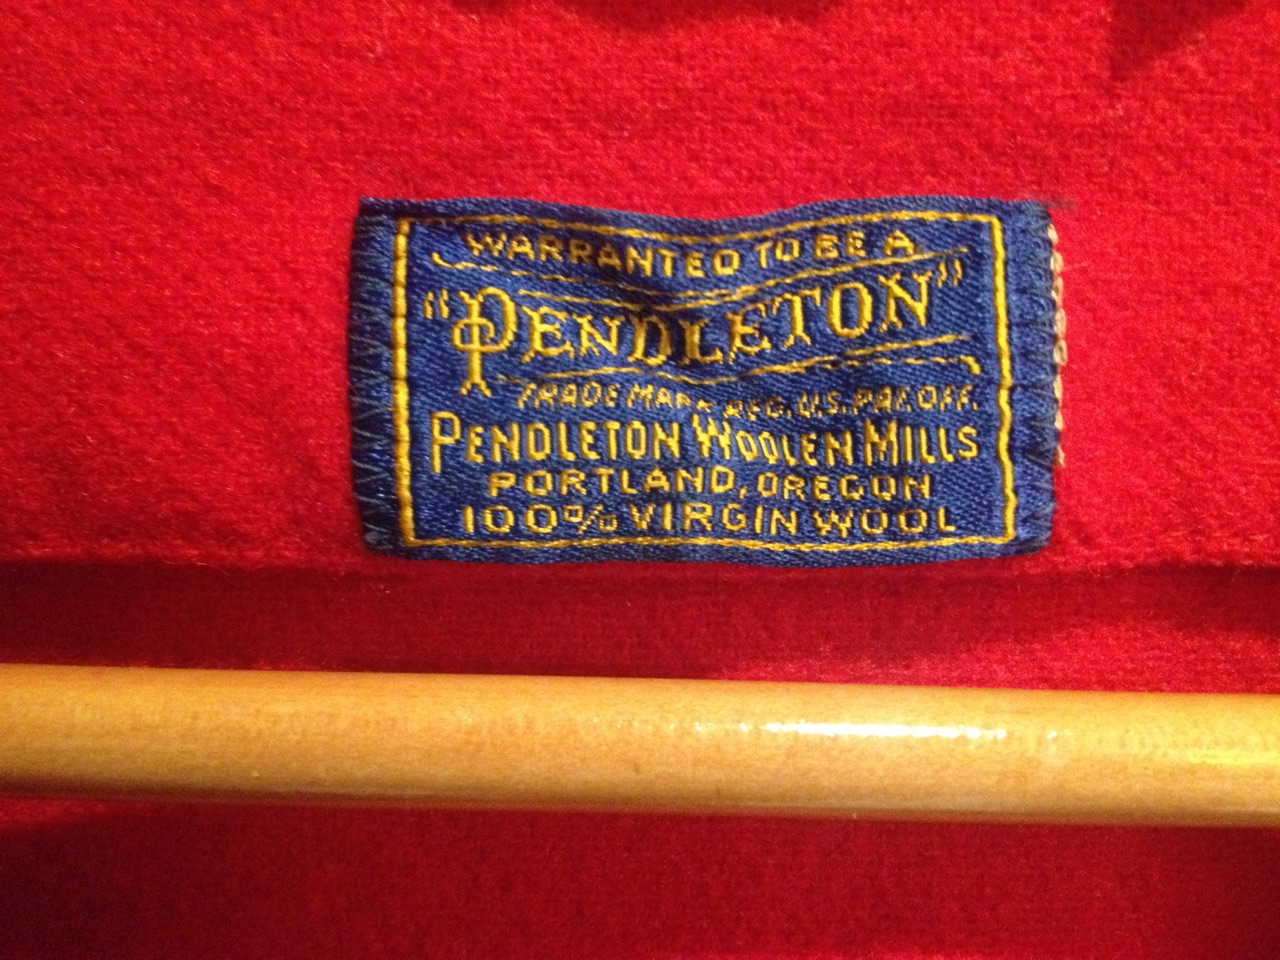 WARRANTED TO BE A
"PENDLETON"
TRADE MARK REG. U.S. PAT. OFF.
PENDLETON WOOLEN MILLS
PORTLAND, OREGON
100% VIRGIN WOOL